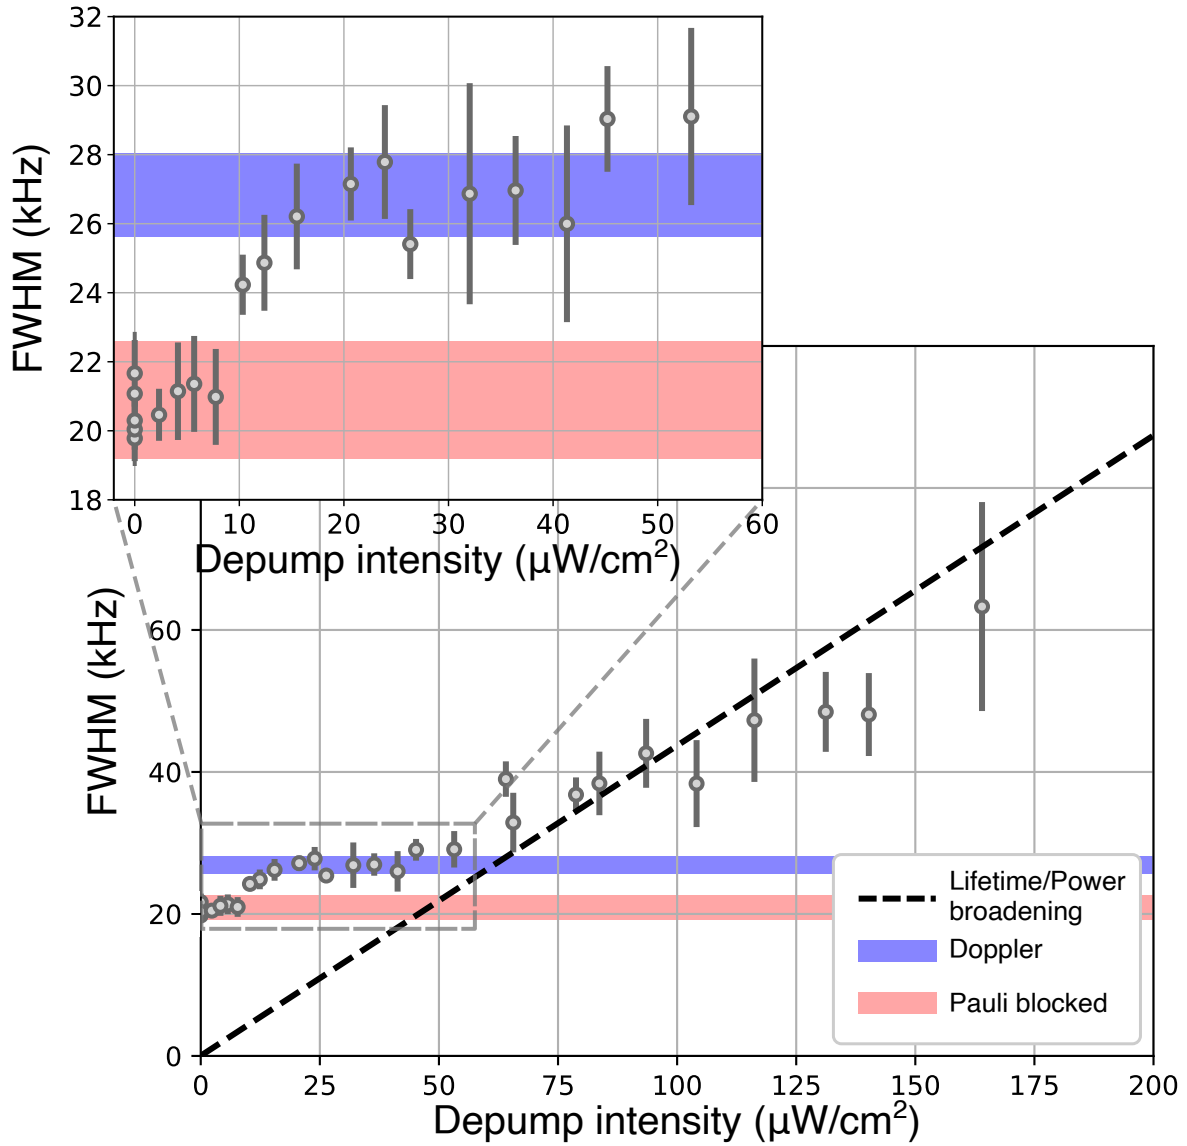 32
30
28
26
24
22
20
18
FWHM (kHz)
0 10 20 30 40 50 60
Depump intensity (μW/cm²)
60
40
20
0
FWHM (kHz)
0 25 50 75 100 125 150 175 200
Depump intensity (μW/cm²)
Lifetime/Power
broadening
Doppler
Pauli blocked